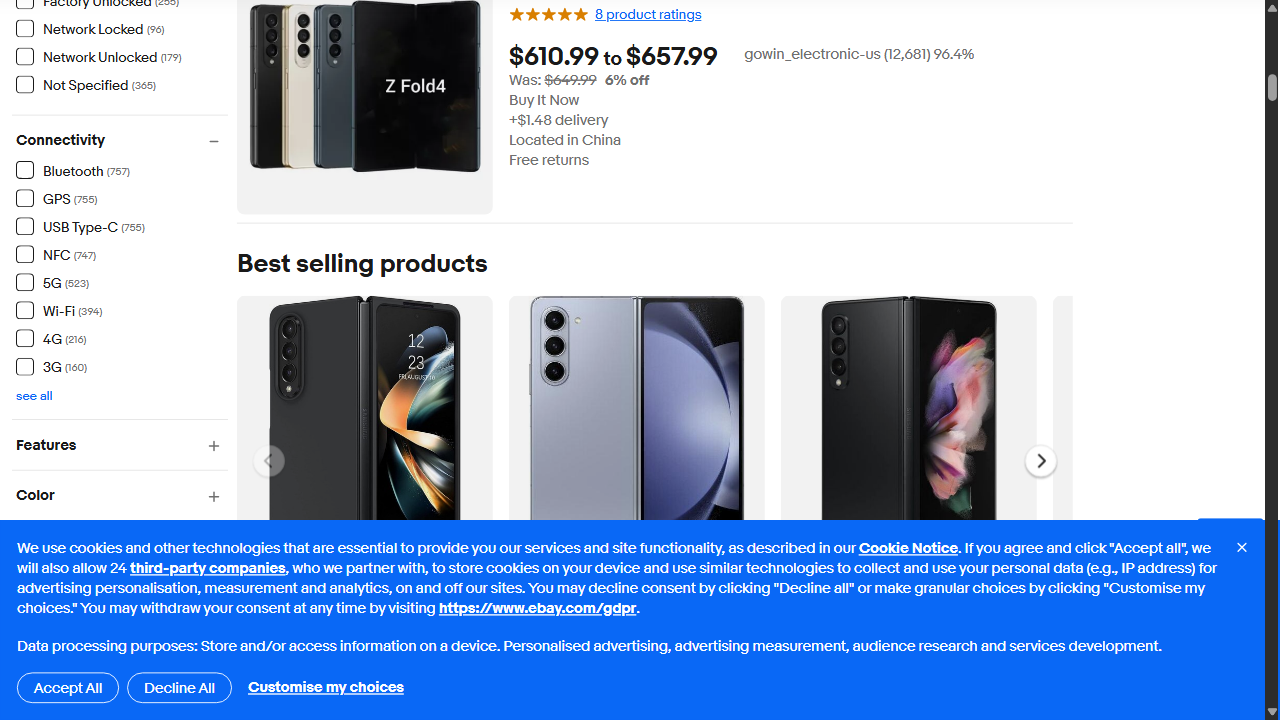 Factory Unlocked (255)
Network Locked (96)
Network Unlocked (179)
Not Specified (365)
Connectivity
Bluetooth (757)
GPS (755)
USB Type-C (755)
NFC (747)
5G (523)
Wi-Fi (394)
4G (216)
3G (160)
see all
Features
Color
Z Fold4
8 product ratings
$610.99 to $657.99
Was: $649.99 6% off
Buy It Now
+$1.48 delivery
Located in China
Free returns
gowin_electronic-us (12,681) 96.4%
Best selling products
12
23
We use cookies and other technologies that are essential to provide you our services and site functionality, as described in our Cookie Notice. If you agree and click "Accept all", we
will also allow 24 third-party companies, who we partner with, to store cookies on your device and use similar technologies to collect and use your personal data (e.g., IP address) for
advertising personalisation, measurement and analytics, on and off our sites. You may decline consent by clicking "Decline all" or make granular choices by clicking "Customise my
choices." You may withdraw your consent at any time by visiting https://www.ebay.com/gdpr.
Data processing purposes: Store and/or access information on a device. Personalised advertising, advertising measurement, audience research and services development.
Accept All
Decline All
Customise my choices